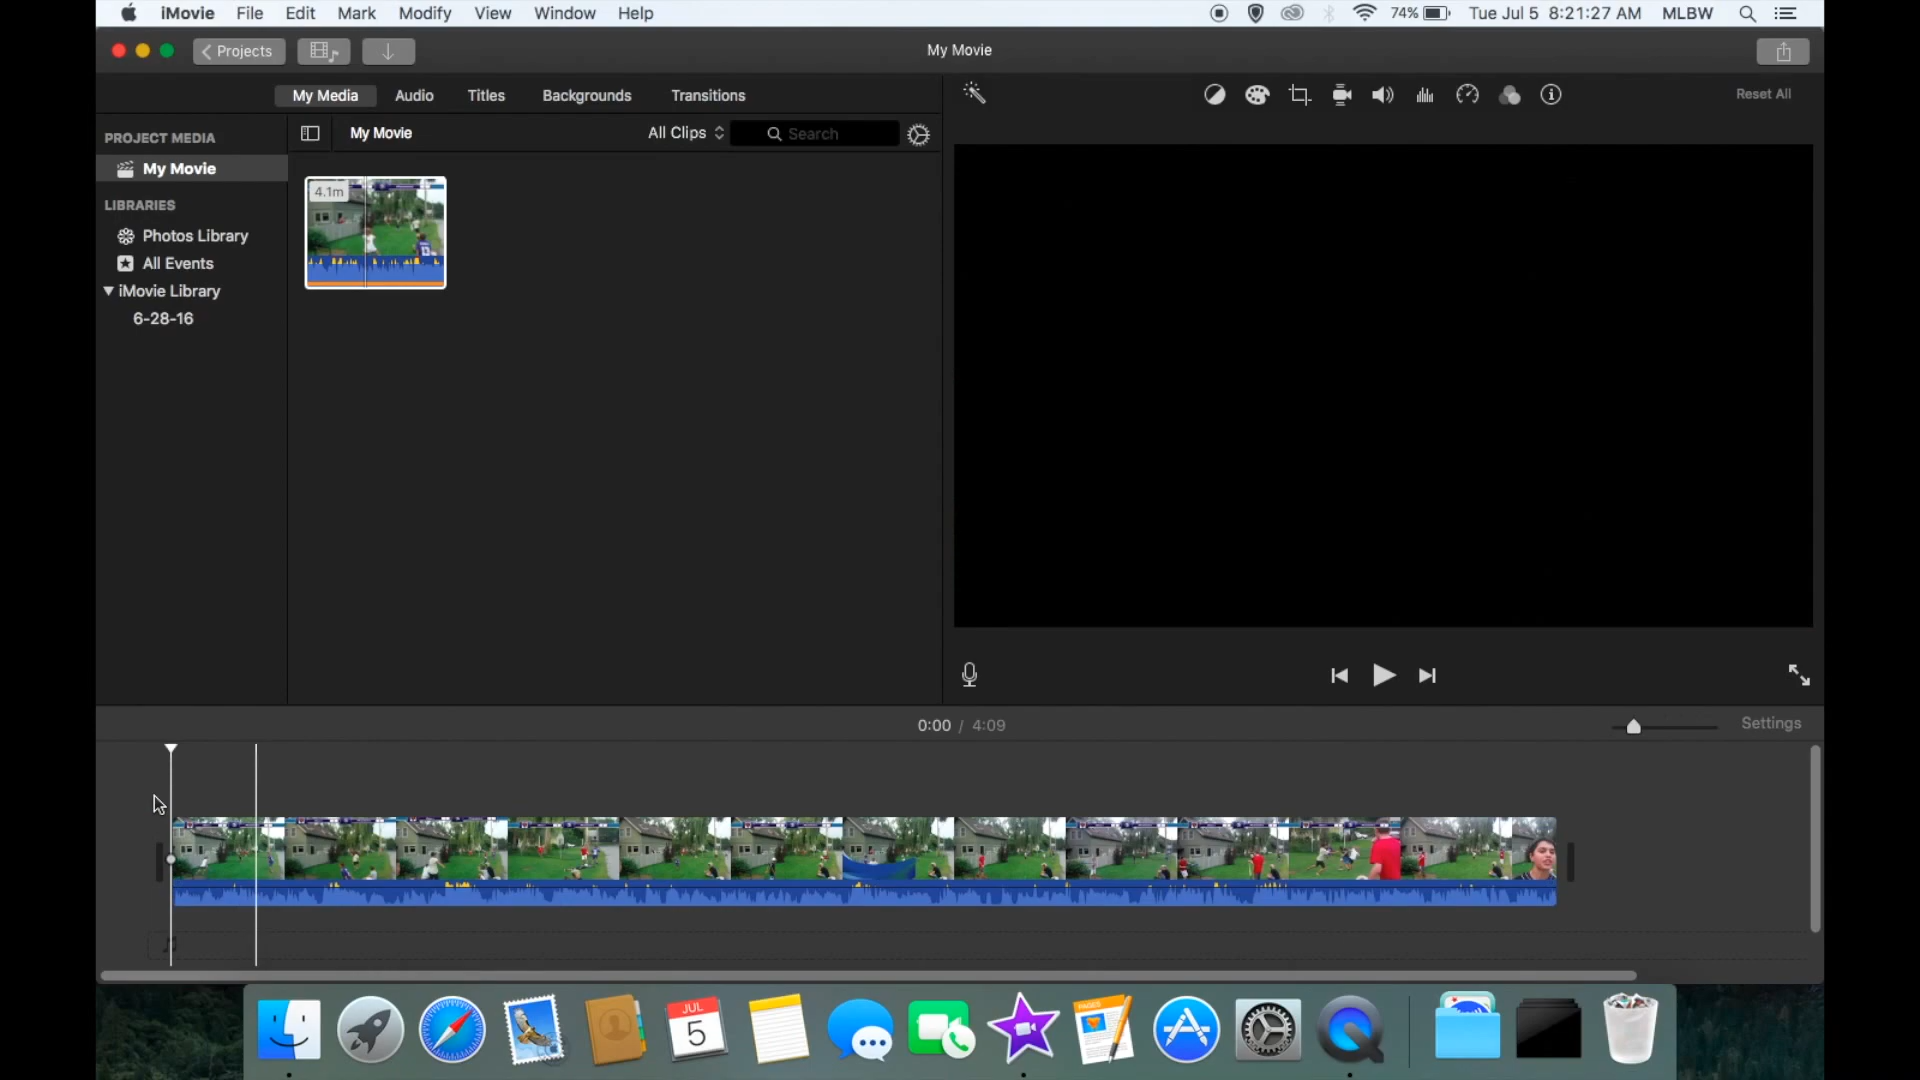 iMovie File Edit Mark Modify View Window Help 74% Tue Jul 5 8:21:27 AM MLBW
Projects My Movie
My Media Audio Titles Backgrounds Transitions Reset All
PROJECT MEDIA My Movie All Clips Search
My Movie
LIBRARIES
Photos Library
All Events
iMovie Library
6-28-16
4.1m
0:00 / 4:09 Settings
JUL
5
PAGES